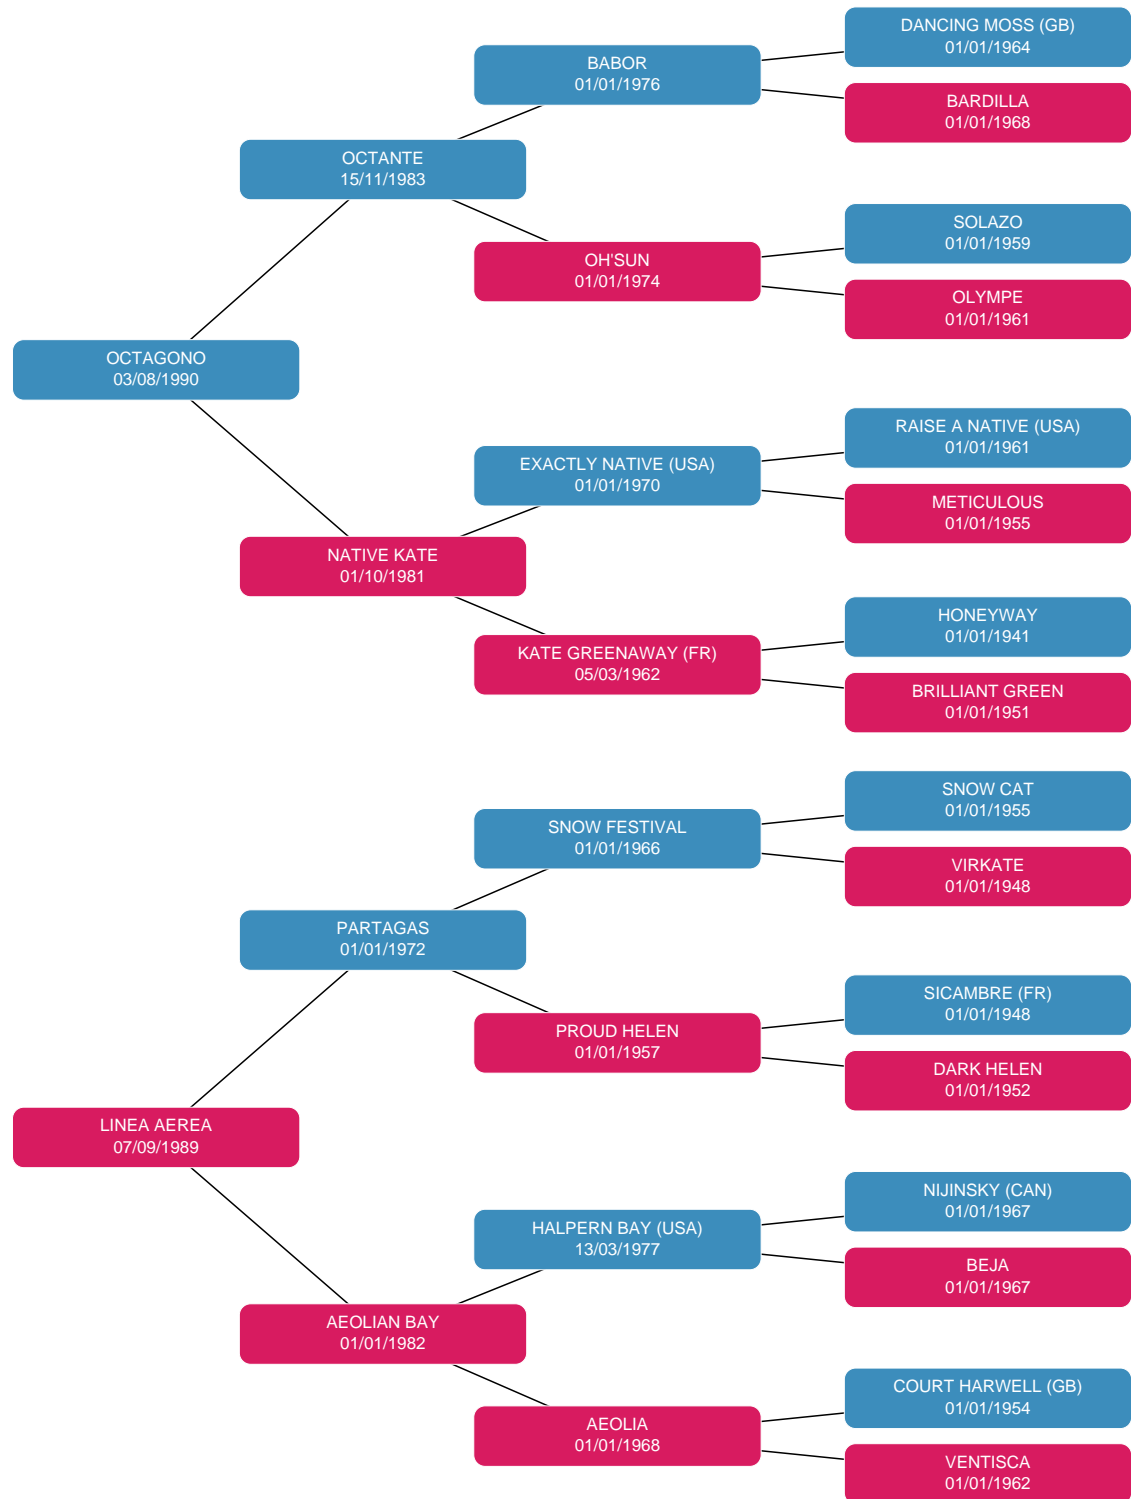 DANCING MOSS (GB)
01/01/1964
BABOR
01/01/1976
BARDILLA
01/01/1968
OCTANTE
15/11/1983
SOLAZO
01/01/1959
OH'SUN
01/01/1974
OLYMPE
01/01/1961
OCTAGONO
03/08/1990
RAISE A NATIVE (USA)
01/01/1961
EXACTLY NATIVE (USA)
01/01/1970
METICULOUS
01/01/1955
NATIVE KATE
01/10/1981
HONEYWAY
01/01/1941
KATE GREENAWAY (FR)
05/03/1962
BRILLIANT GREEN
01/01/1951
SNOW CAT
01/01/1955
SNOW FESTIVAL
01/01/1966
VIRKATE
01/01/1948
PARTAGAS
01/01/1972
SICAMBRE (FR)
01/01/1948
PROUD HELEN
01/01/1957
DARK HELEN
01/01/1952
LINEA AEREA
07/09/1989
NIJINSKY (CAN)
01/01/1967
HALPERN BAY (USA)
13/03/1977
BEJA
01/01/1967
AEOLIAN BAY
01/01/1982
COURT HARWELL (GB)
01/01/1954
AEOLIA
01/01/1968
VENTISCA
01/01/1962